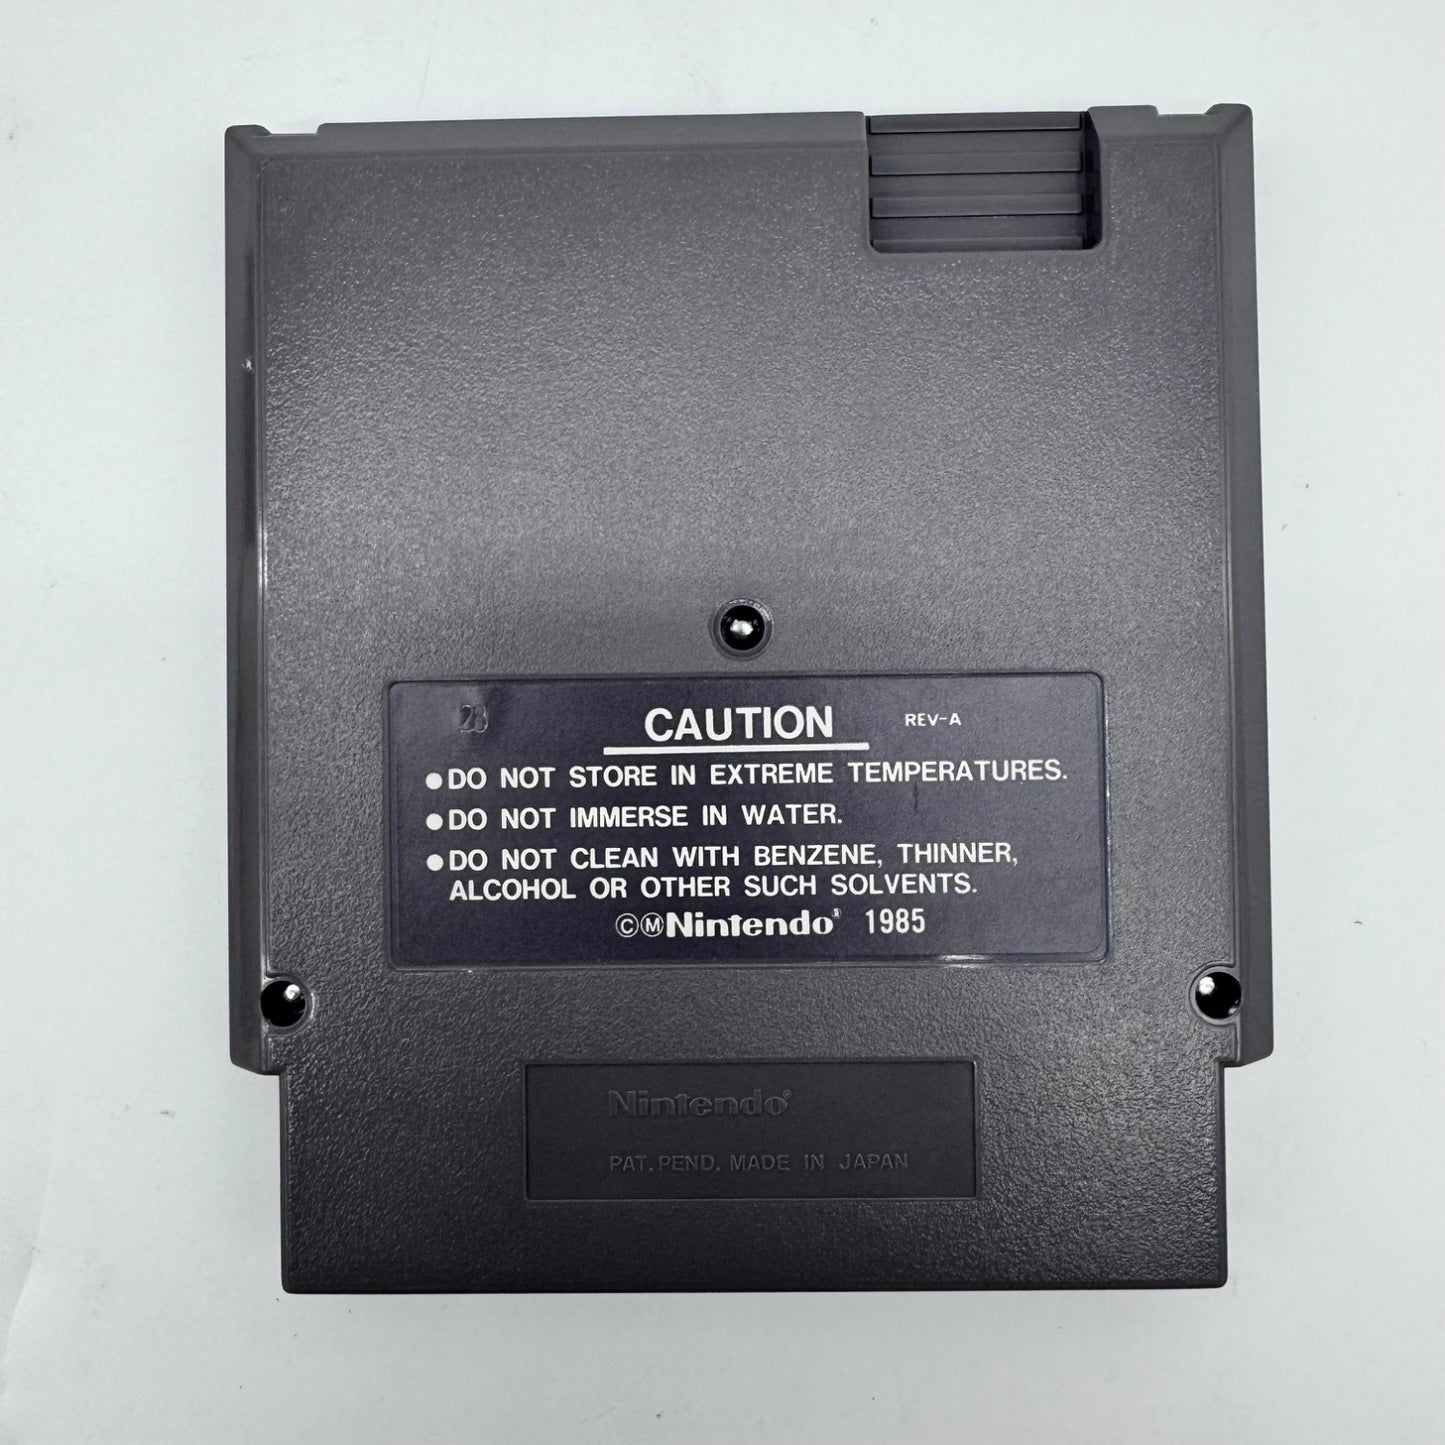 28
CAUTION REV-A
●DO NOT STORE IN EXTREME TEMPERATURES.
●DO NOT IMMERSE IN WATER.
●DO NOT CLEAN WITH BENZENE, THINNER,
ALCOHOL OR OTHER SUCH SOLVENTS.
©ⓂNintendo® 1985
Nintendo®
PAT. PEND. MADE IN JAPAN